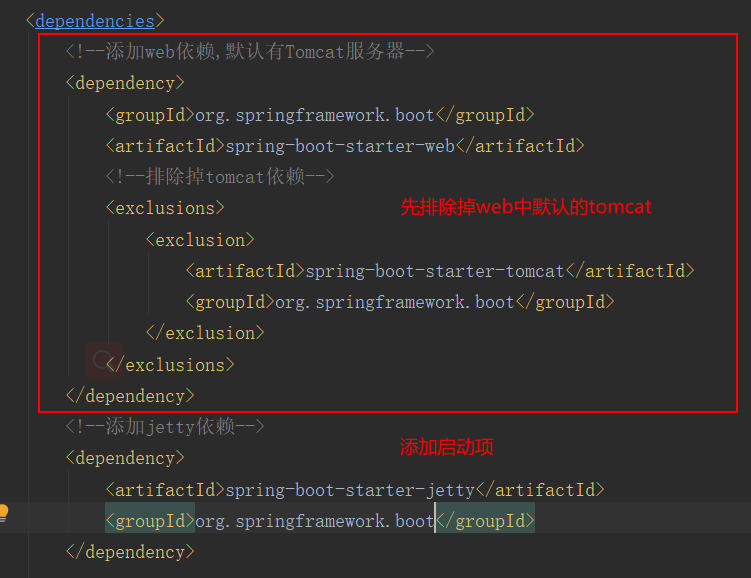 <dependencies>
<!--添加web依赖,默认有Tomcat服务器-->
<dependency>
<groupId>org.springframework.boot</groupId>
<artifactId>spring-boot-starter-web</artifactId>
<!--排除掉tomcat依赖-->
<exclusions>
先排除掉web中默认的tomcat
<exclusion>
<artifactId>spring-boot-starter-tomcat</artifactId>
<groupId>org.springframework.boot</groupId>
</exclusion>
</exclusions>
</dependency>
<!--添加jetty依赖-->
添加启动项
<dependency>
<artifactId>spring-boot-starter-jetty</artifactId>
<groupId>org.springframework.boot</groupId>
</dependency>